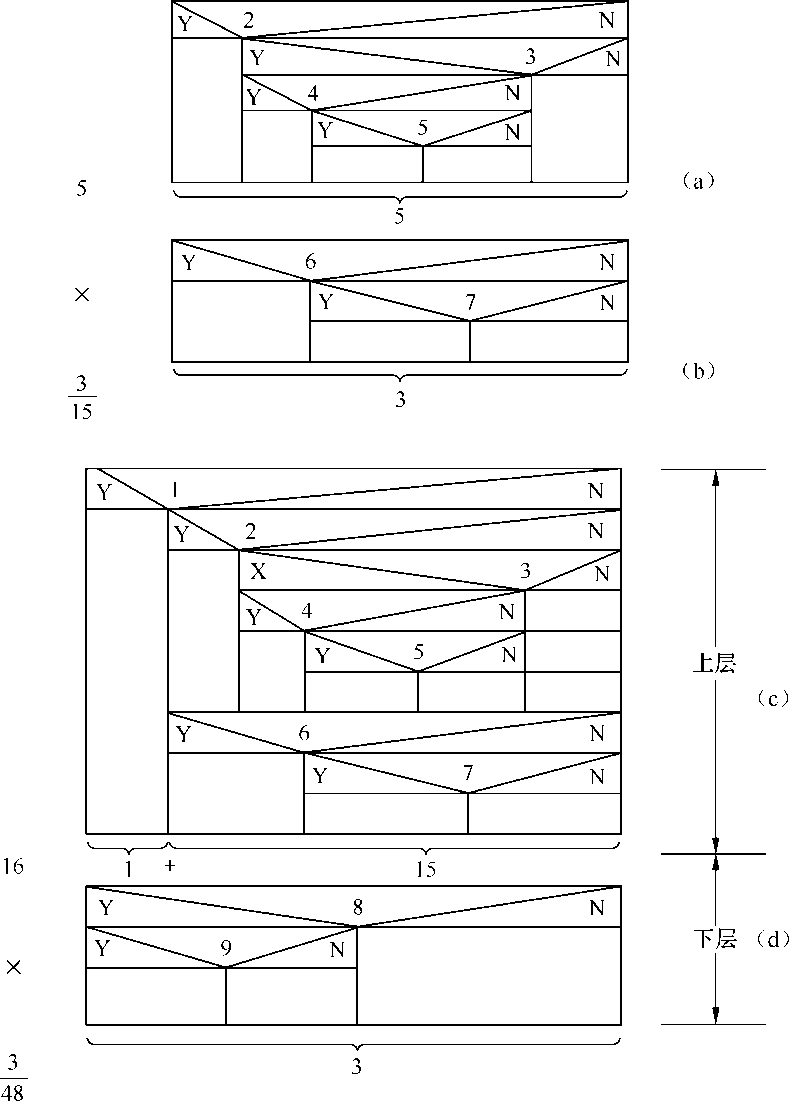 Y 2 N
Y 3 N
Y 4 N
Y 5 N
5 (a)
5
Y 6 N
× Y 7 N
3 (b)
3
15
Y 1 N
Y 2 N
X 3 N
Y 4 N
Y 5 N
上层
(c)
Y 6 N
Y 7 N
16 1 + 15
Y 8 N
Y 9 N 下层 (d)
×
3
3
48